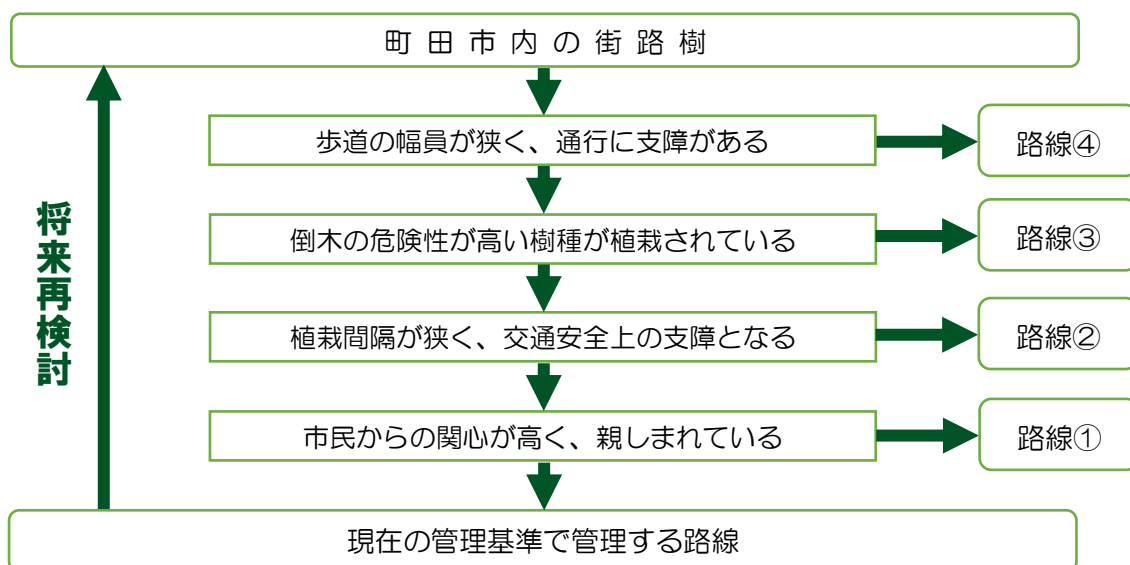 町田市内の街路樹
歩道の幅員が狭く、通行に支障がある
路線④
倒木の危険性が高い樹種が植栽されている
路線③
植栽間隔が狭く、交通安全上の支障となる
路線②
市民からの関心が高く、親しまれている
路線①
現在の管理基準で管理する路線
将来再検討